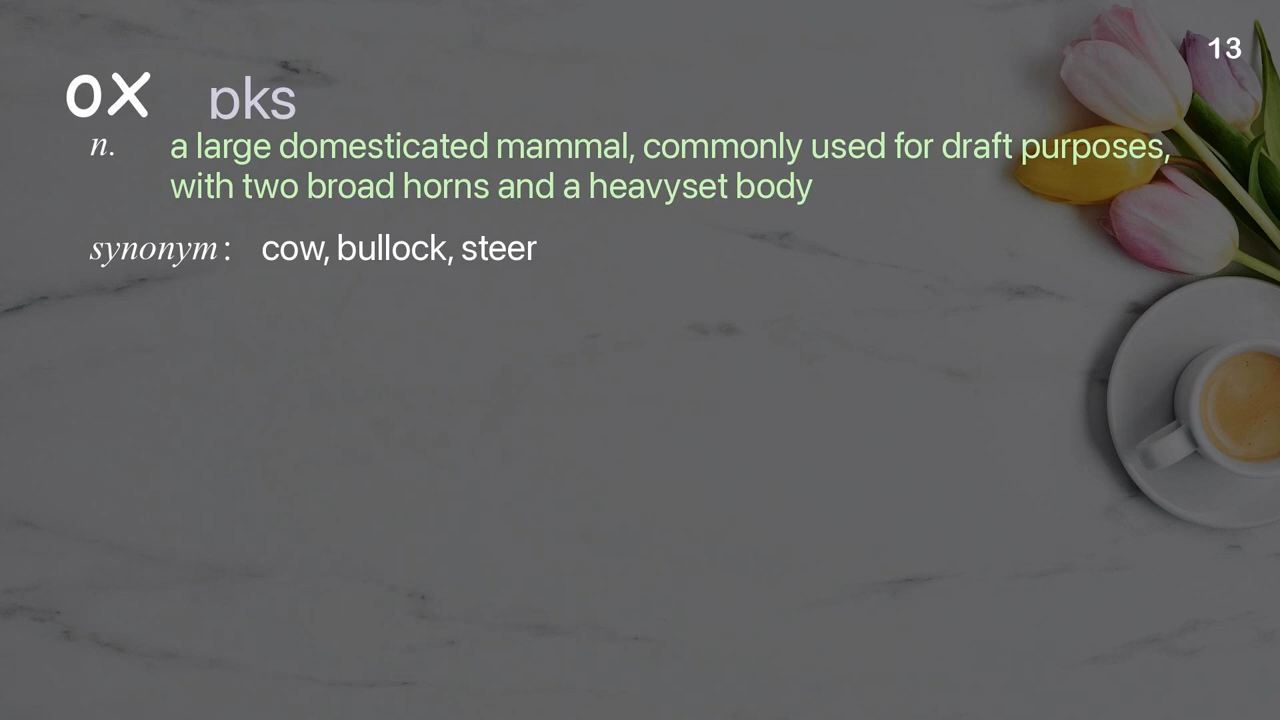 13
ox ɒks
n. a large domesticated mammal, commonly used for draft purposes,
with two broad horns and a heavyset body
synonym : cow, bullock, steer